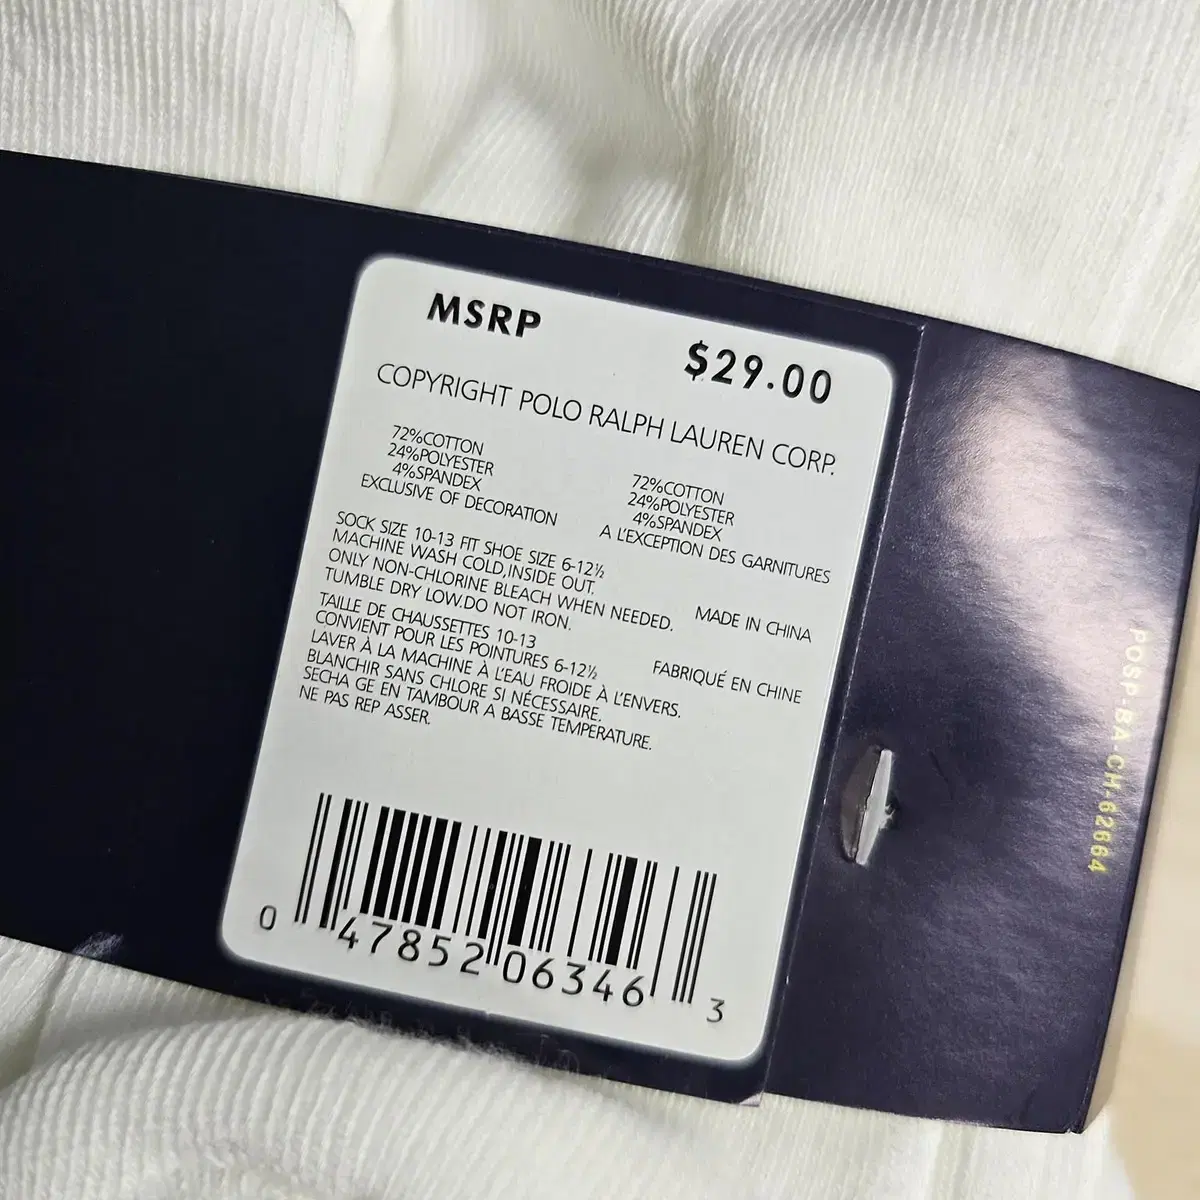 MSRP
$29.00
COPYRIGHT POLO RALPH LAUREN CORP.
72%COTTON
24%POLYESTER
4%SPANDEX
EXCLUSIVE OF DECORATION
72%COTTON
24%POLYESTER
4%SPANDEX
A L'EXCEPTION DES GARNITURES
SOCK SIZE 10-13 FIT SHOE SIZE 6-12½
MACHINE WASH COLD,INSIDE OUT.
ONLY NON-CHLORINE BLEACH WHEN NEEDED.
TUMBLE DRY LOW.DO NOT IRON.
MADE IN CHINA
TAILLE DE CHAUSSETTES 10-13
CONVIENT POUR LES POINTURES 6-12½
LAVER À LA MACHINE À L'EAU FROIDE À L'ENVERS.
BLANCHIR SANS CHLORE SI NÉCESSAIRE.
SECHA GE EN TAMBOUR A BASSE TEMPERATURE.
NE PAS REP ASSER.
FABRIQUÉ EN CHINE
0 47852 06346 3
POSP-BA-CH-62664